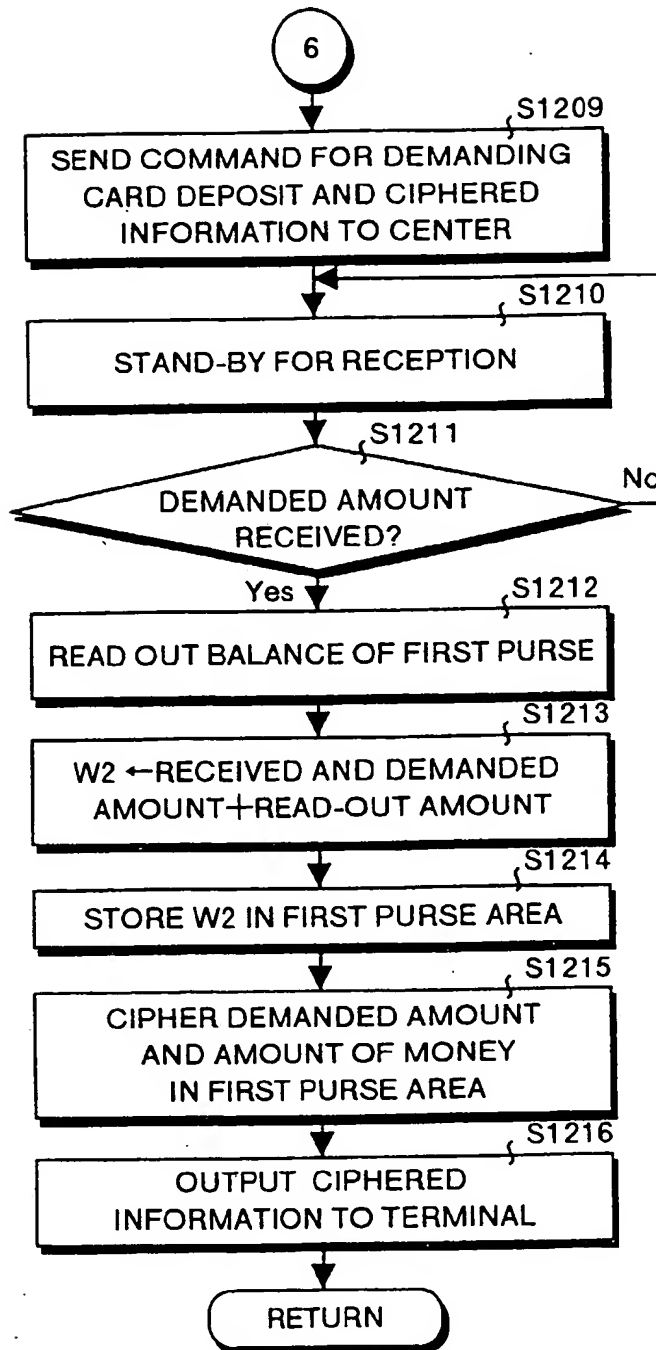 6
S1209
SEND COMMAND FOR DEMANDING
CARD DEPOSIT AND CIPHERED
INFORMATION TO CENTER
S1210
STAND-BY FOR RECEPTION
S1211
DEMANDED AMOUNT
RECEIVED?
No
Yes
S1212
READ OUT BALANCE OF FIRST PURSE
S1213
W2 ←RECEIVED AND DEMANDED
AMOUNT+READ-OUT AMOUNT
S1214
STORE W2 IN FIRST PURSE AREA
S1215
CIPHER DEMANDED AMOUNT
AND AMOUNT OF MONEY
IN FIRST PURSE AREA
S1216
OUTPUT CIPHERED
INFORMATION TO TERMINAL
RETURN